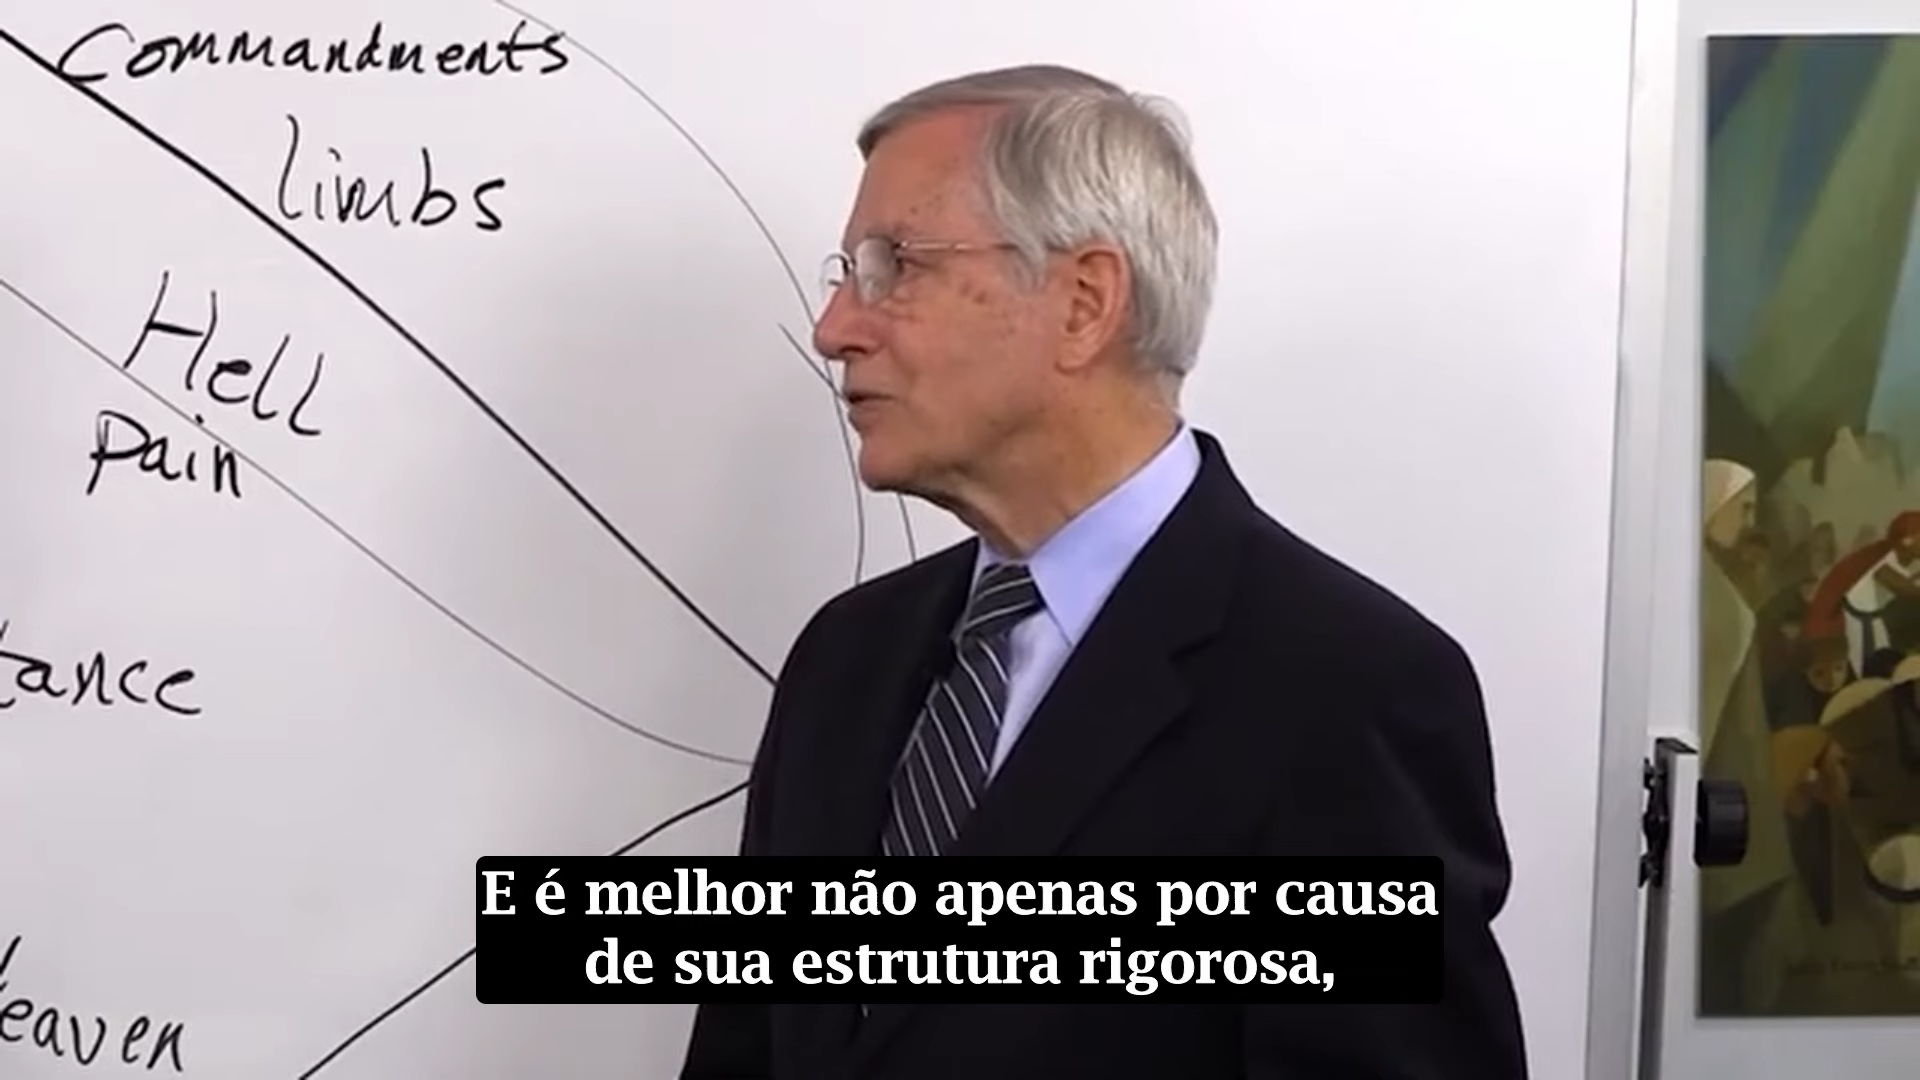 Commandments
limbs
Hell
pain
tance
eaven
E é melhor não apenas por causa
de sua estrutura rigorosa,